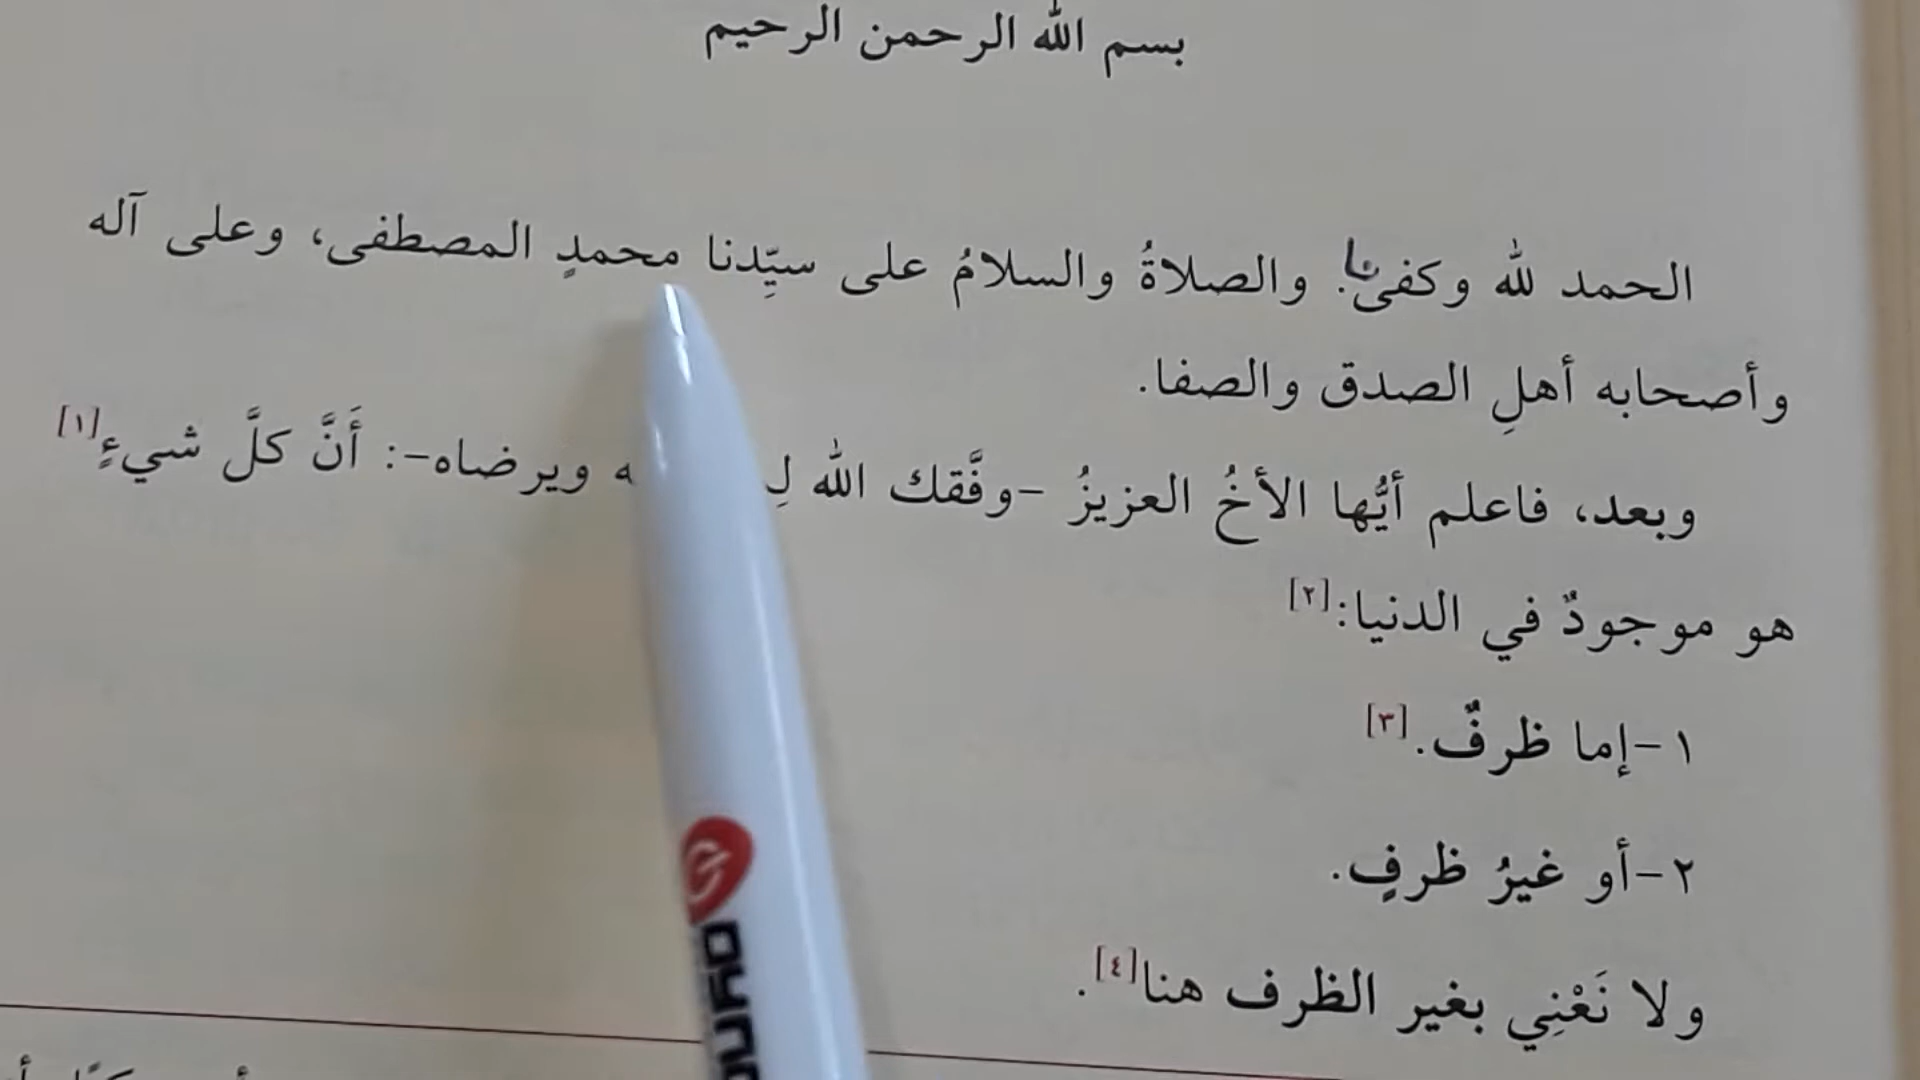 بسم الله الرحمن الرحيم
الحمد لله وكفى. والصلاةُ والسلامُ على سيِّدنا محمدٍ المصطفى، وعلى آله
وأصحابه أهلِ الصدق والصفا.
وبعد، فاعلم أيُّها الأخُ العزيزُ -وفَّقك الله ويرضاه-: أَنَّ كلَّ شيءٍ[١]
هو موجودٌ في الدنيا:[٢]
١-إما ظرفٌ.[٣]
٢-أو غيرُ ظرفٍ.
ولا نَعْنِي بغير الظرف هنا[٤].